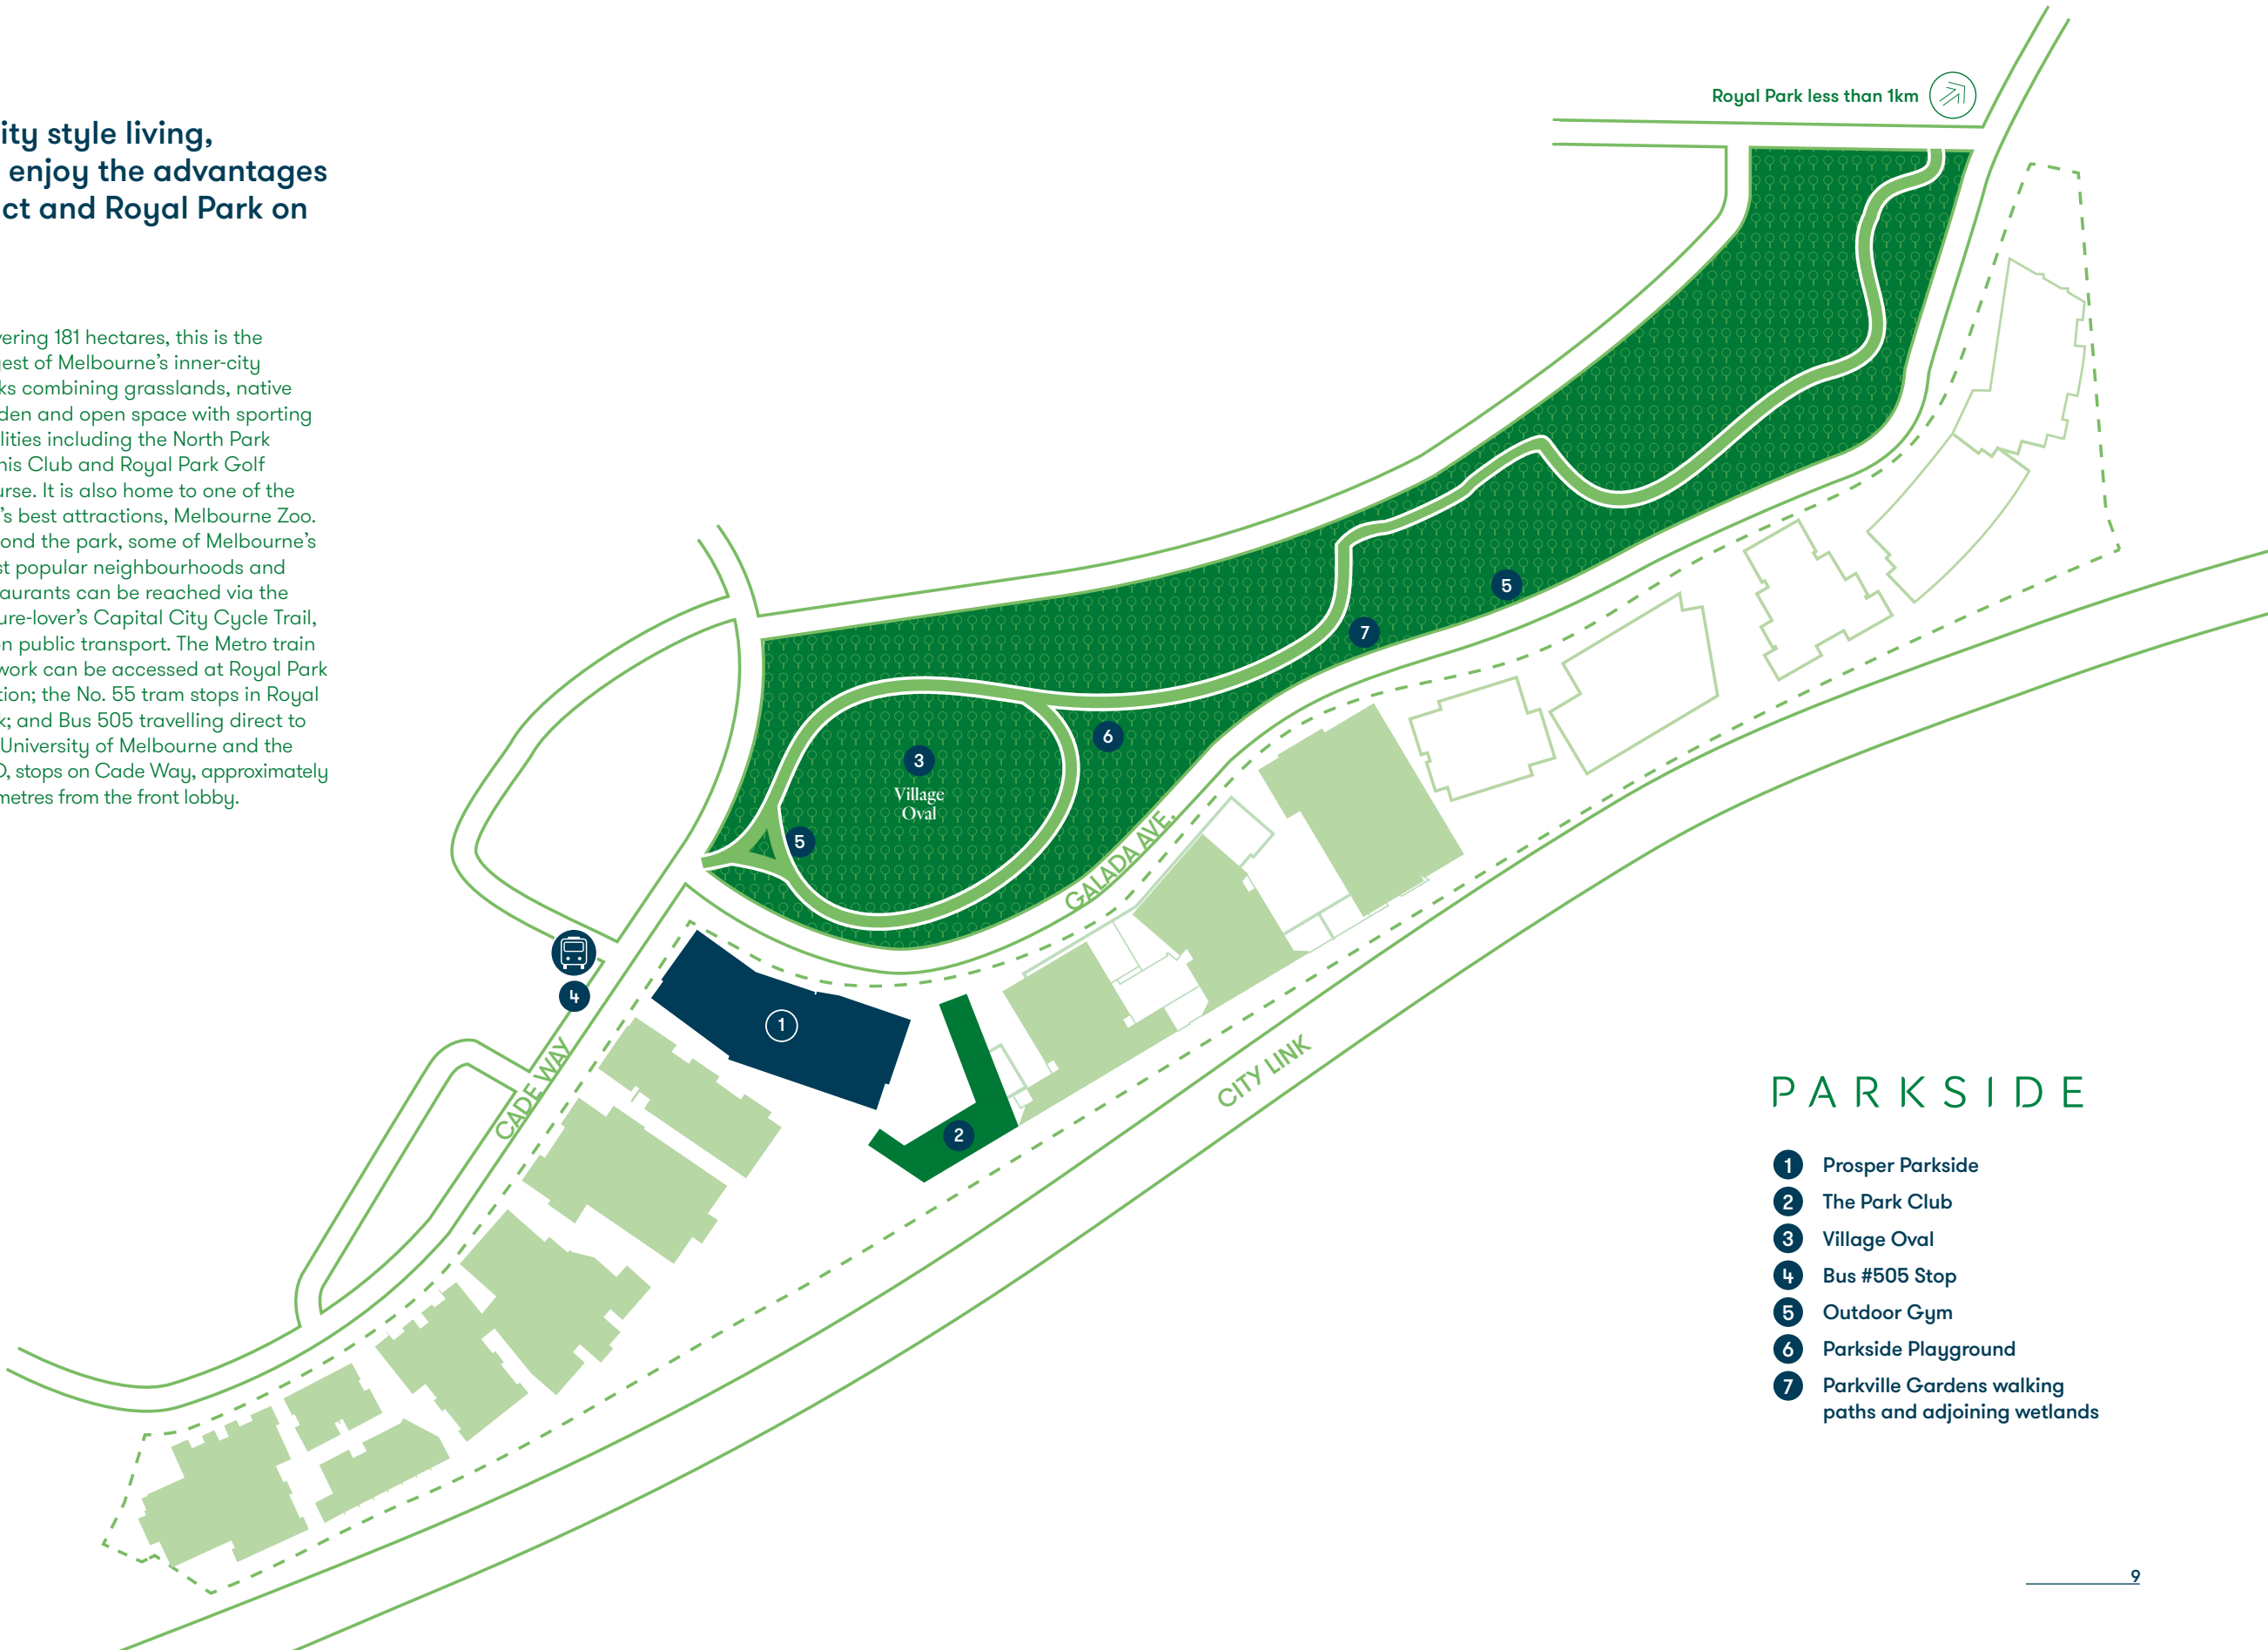 ity style living,
enjoy the advantages
ct and Royal Park on
vering 181 hectares, this is the
gest of Melbourne’s inner-city
ks combining grasslands, native
den and open space with sporting
lities including the North Park
nis Club and Royal Park Golf
urse. It is also home to one of the
’s best attractions, Melbourne Zoo.
ond the park, some of Melbourne’s
st popular neighbourhoods and
aurants can be reached via the
ure-lover’s Capital City Cycle Trail,
n public transport. The Metro train
work can be accessed at Royal Park
tion; the No. 55 tram stops in Royal
k; and Bus 505 travelling direct to
University of Melbourne and the
D, stops on Cade Way, approximately
metres from the front lobby.
Royal Park less than 1km
5
7
6
3
Village
Oval
5
GALADA AVE.
4
1
CADE WAY
2
CITY LINK
PARKSIDE
1 Prosper Parkside
2 The Park Club
3 Village Oval
4 Bus #505 Stop
5 Outdoor Gym
6 Parkside Playground
7 Parkville Gardens walking
paths and adjoining wetlands
9